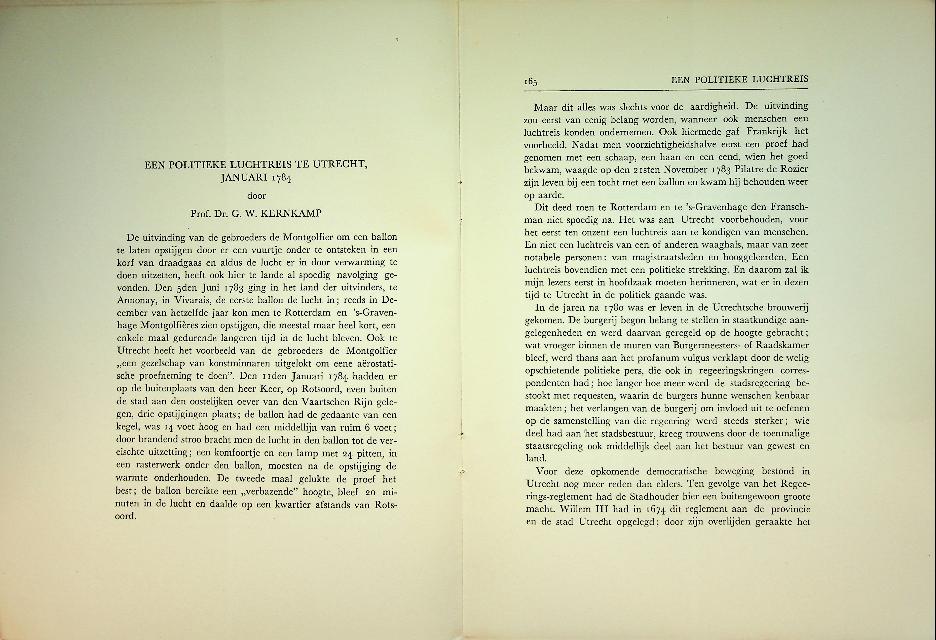 EEN POLITIEKE LUCHTREIS TE UTRECHT,
JANUARI 1784
door
Prof. Dr. G. W. KERNKAMP
De uitvinding van de gebroeders de Montgolfier om een ballon
te laten opstijgen door er een vuurtje onder te ontsteken in een
korf van draadgaas en aldus de lucht er in door verwarming te
doen uitzetten, heeft ook hier te lande al spoedig navolging ge-
vonden. Den 5den Juni 1783 ging in het land der uitvinders, te
Annonay, in Vivarais, de eerste ballon de lucht in; reeds in De-
cember van hetzelfde jaar kon men te Rotterdam en 's-Graven-
hage Montgolfières zien opstijgen, die meestal maar heel kort, een
enkele maal gedurende langeren tijd in de lucht bleven. Ook te
Utrecht heeft het voorbeeld van de gebroeders de Montgolfier
„een gezelschap van konstminnaren uitgelokt om eene aërostati-
sche proefneming te doen". Den 11den Januari 1784 hadden er
op de buitenplaats van den heer Keer, op Rotsoord, even buiten
de stad aan den oostelijken oever van den Vaartschen Rijn gele-
gen, drie opstijgingen plaats; de ballon had de gedaante van een
kegel, was 14 voet hoog en had een middellijn van ruim 6 voet;
door brandend stroo bracht men de lucht in den ballon tot de ver-
eischte uitzetting; een komfoortje en een lamp met 24 pitten, in
een rasterwerk onder den ballon, moesten na de opstijging de
warmte onderhouden. De tweede maal gelukte de proef het
best; de ballon bereikte een „verbazende" hoogte, bleef 20 mi-
nuten in de lucht en daalde op een kwartier afstands van Rots-
oord.
165 EEN POLITIEKE LUCHTREIS
Maar dit alles was slechts voor de aardigheid. De uitvinding
zou eerst van eenig belang worden, wanneer ook menschen een
luchtreis konden ondernemen. Ook hiermede gaf Frankrijk het
voorbeeld. Nadat men voorzichtigheidshalve eerst een proef had
genomen met een schaap, een haan en een eend, wien het goed
bekwam, waagde op den 21sten November 1783 Pilatre de Rozier
zijn leven bij een tocht met een ballon en kwam hij behouden weer
op aarde.
Dit deed men te Rotterdam en te 's-Gravenhage den Fransch-
man niet spoedig na. Het was aan Utrecht voorbehouden, voor
het eerst ten onzent een luchtreis aan te kondigen van menschen.
En niet een luchtreis van een of anderen waaghals, maar van zeer
notabele personen: van magistraatsleden en hooggeleerden. Een
luchtreis bovendien met een politieke strekking. En daarom zal ik
mijn lezers eerst in hoofdzaak moeten herinneren, wat er in dezen
tijd te Utrecht in de politiek gaande was.
In de jaren na 1780 was er leven in de Utrechtsche brouwerij
gekomen. De burgerij begon belang te stellen in staatkundige aan-
gelegenheden en werd daarvan geregeld op de hoogte gebracht;
wat vroeger binnen de muren van Burgermeesters- of Raadskamer
bleef, werd thans aan het profanum vulgus verklapt door de welig
opschietende politieke pers, die ook in regeeringskringen corres-
pondenten had; hoe langer hoe meer werd de stadsregeering be-
stookt met requesten, waarin de burgers hunne wenschen kenbaar
maakten; het verlangen van de burgerij om invloed uit te oefenen
op de samenstelling van die regeering werd steeds sterker; wie
deel had aan het stadsbestuur, kreeg trouwens door de toenmalige
staatsregeling ook middellijk deel aan het bestuur van gewest en
land.
Voor deze opkomende democratische beweging bestond in
Utrecht nog meer reden dan elders. Ten gevolge van het Regee-
rings-reglement had de Stadhouder hier een buitengewoon groote
macht. Willem III had in 1674 dit reglement aan de provincie
en de stad Utrecht opgelegd; door zijn overlijden geraakte het